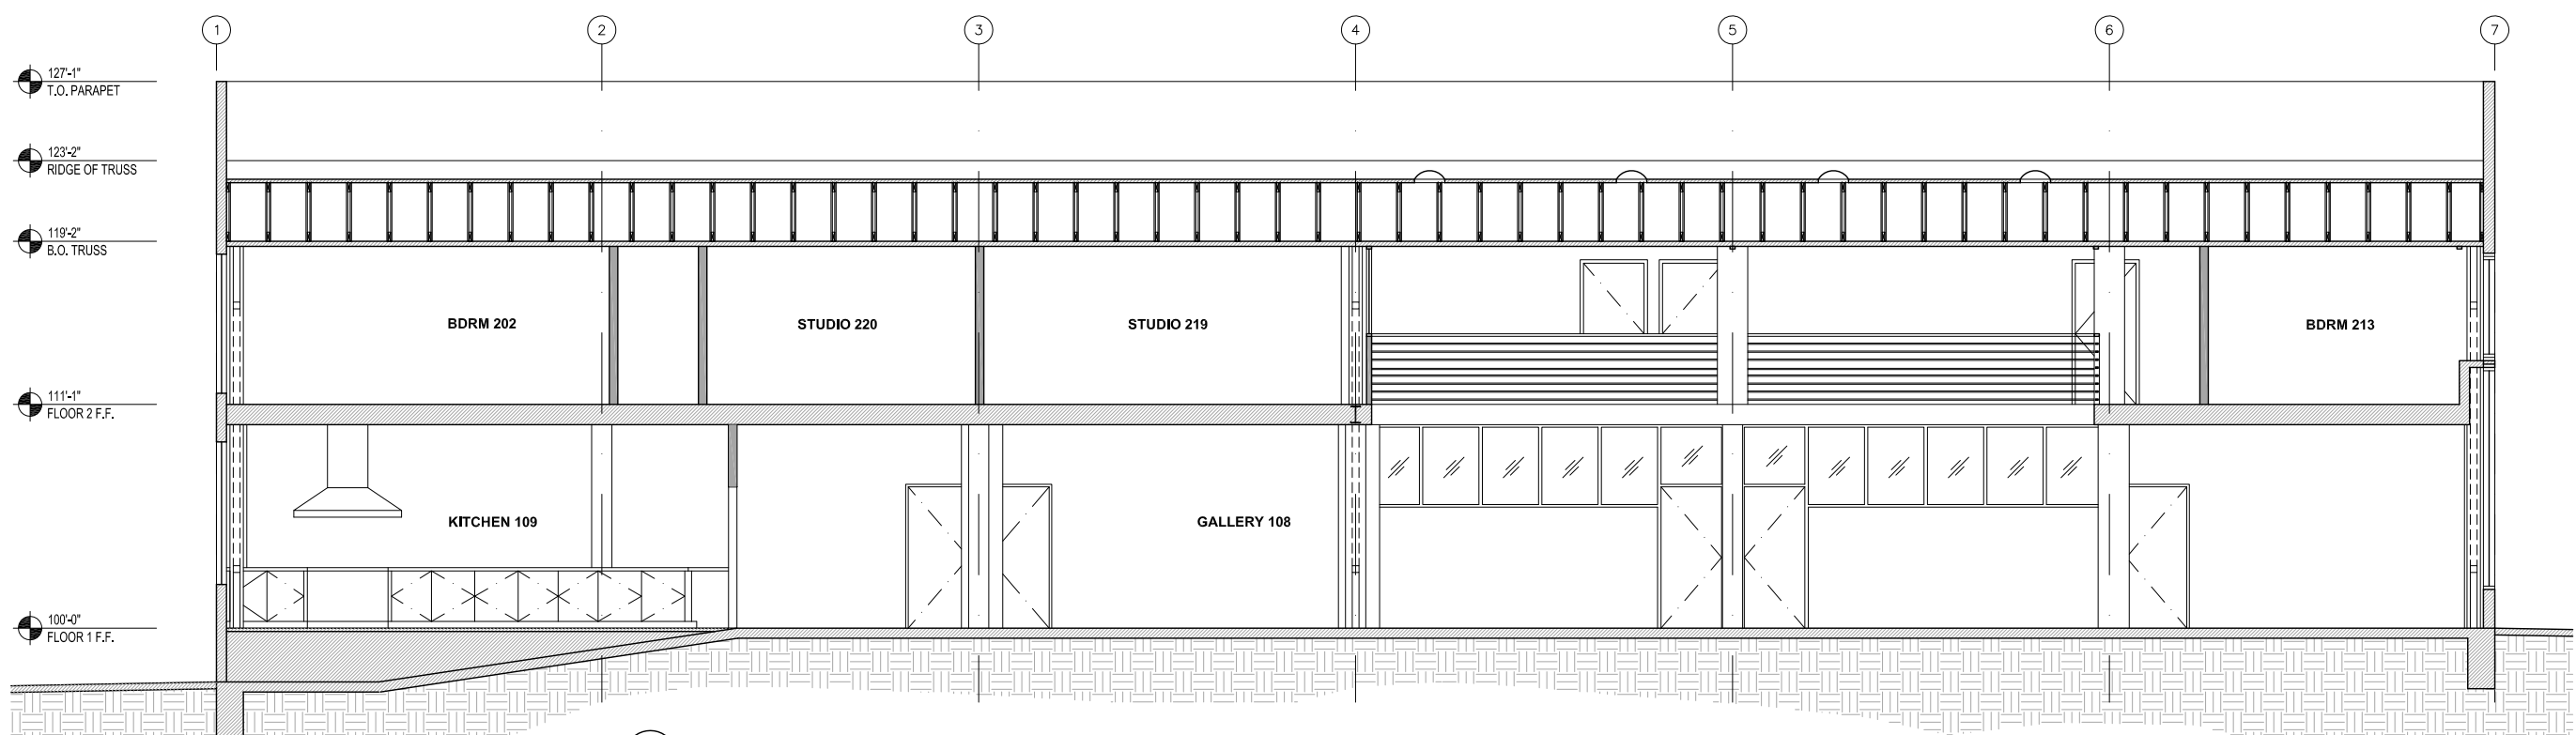 1 2 3 4 5 6 7
127'-1"
T.O. PARAPET
123'-2"
RIDGE OF TRUSS
119'-2"
B.O. TRUSS
BDRM 202 STUDIO 220 STUDIO 219 BDRM 213
111'-1"
FLOOR 2 F.F.
KITCHEN 109 GALLERY 108
100'-0"
FLOOR 1 F.F.